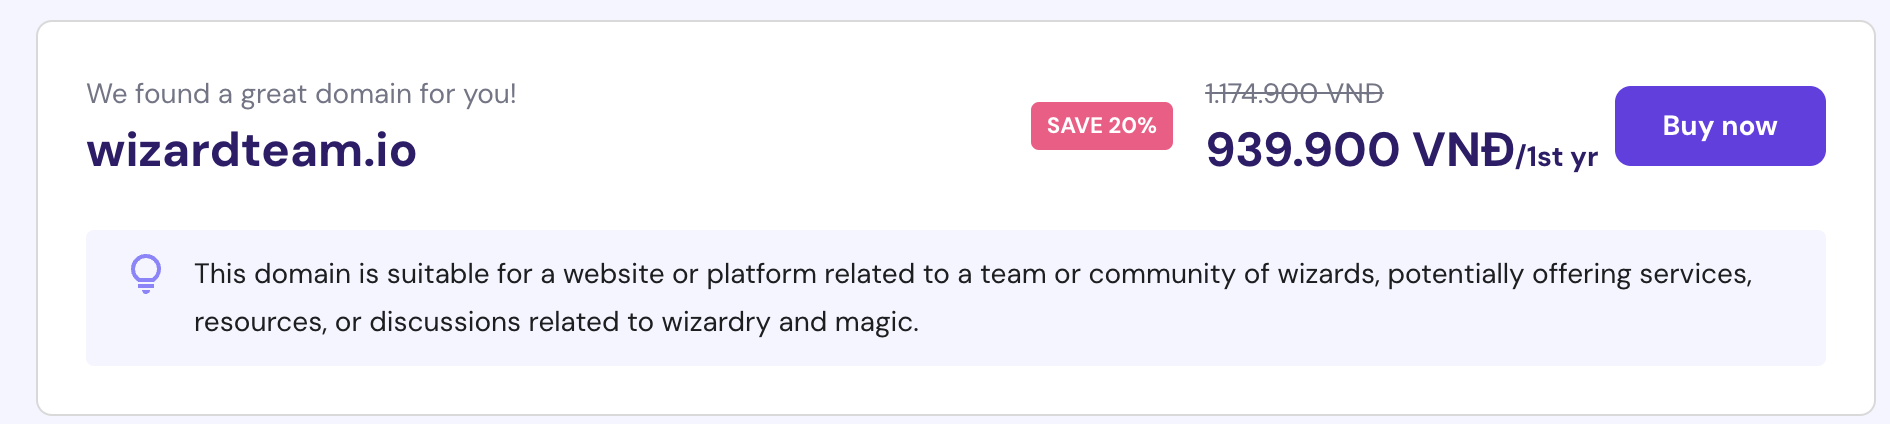 We found a great domain for you!
wizardteam.io
SAVE 20%
1.174.900 VNĐ
939.900 VNĐ/1st yr
Buy now
This domain is suitable for a website or platform related to a team or community of wizards, potentially offering services,
resources, or discussions related to wizardry and magic.